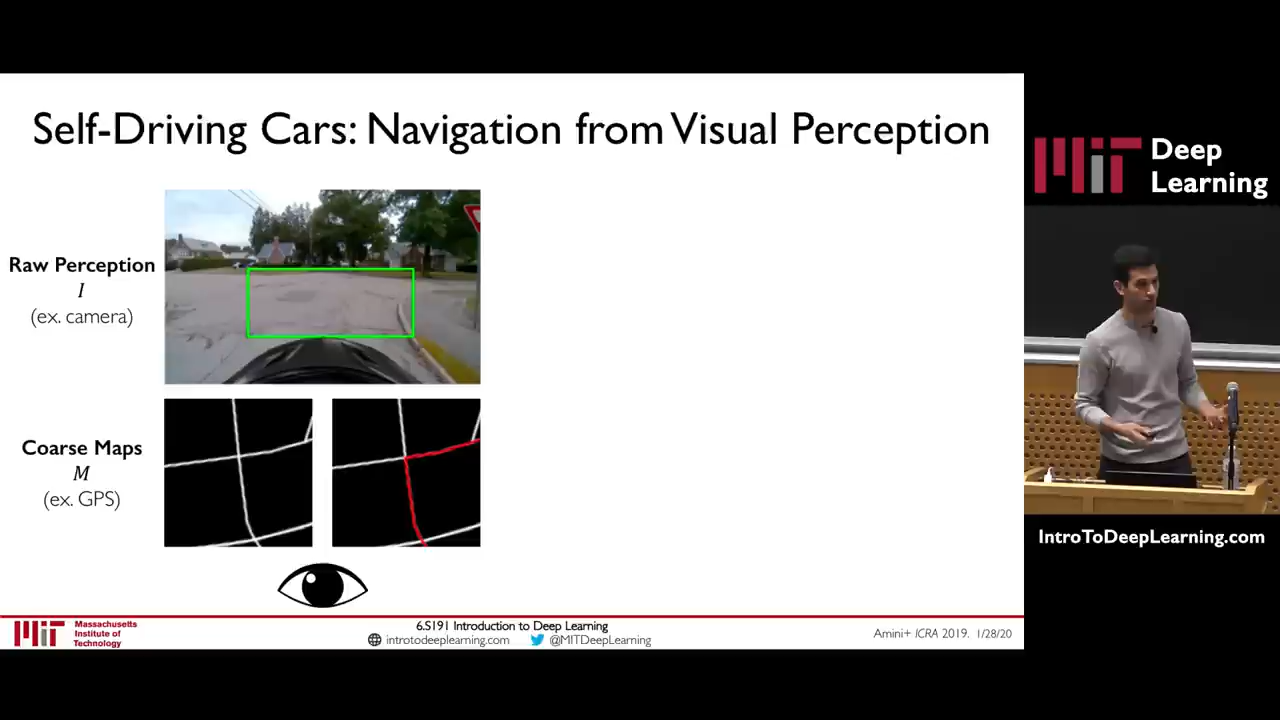 Self-Driving Cars: Navigation from Visual Perception
Raw Perception
I
(ex. camera)
Coarse Maps
M
(ex. GPS)
MIT
Massachusetts
Institute of
Technology
6.S191 Introduction to Deep Learning
introtodeeplearning.com
@MITDeepLearning
Amini+ ICRA 2019. 1/28/20
MIT
Deep
Learning
IntroToDeepLearning.com